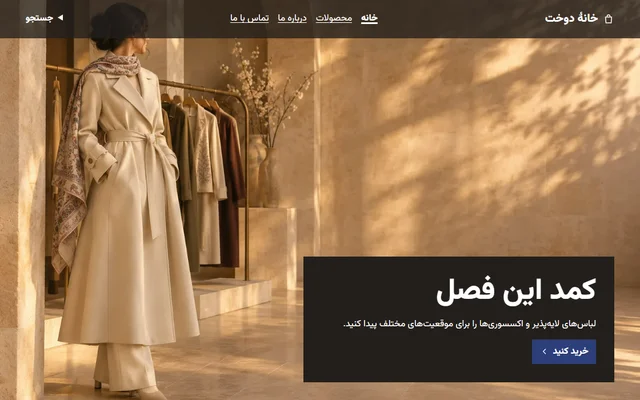 خانهٔ دوخت
خانه محصولات درباره ما تماس با ما
جستجو
کمد این فصل
لباس‌های لایه‌پذیر و اکسسوری‌ها را برای موقعیت‌های مختلف پیدا کنید.
خرید کنید